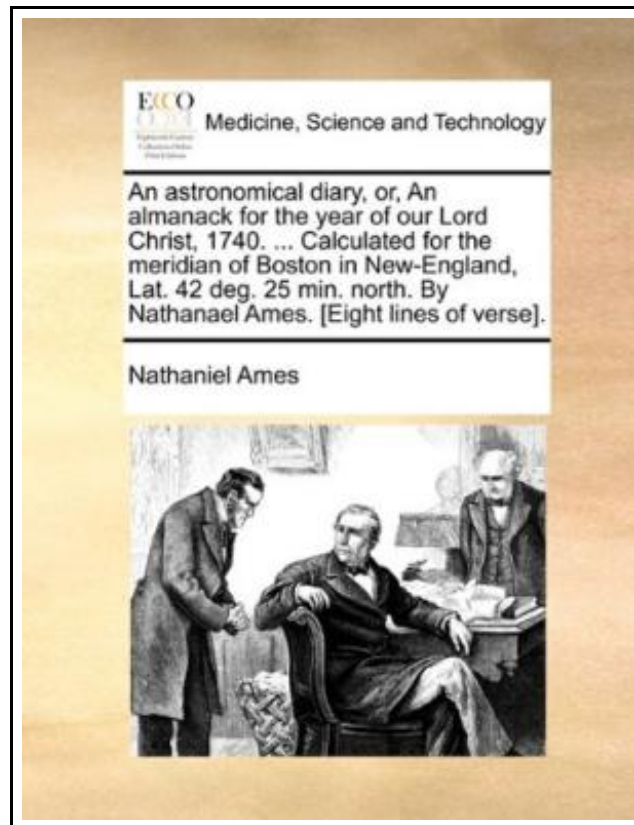 ECCO
Medicine, Science and Technology
An astronomical diary, or, An
almanack for the year of our Lord
Christ, 1740. ... Calculated for the
meridian of Boston in New-England,
Lat. 42 deg. 25 min. north. By
Nathanael Ames. [Eight lines of verse].
Nathaniel Ames